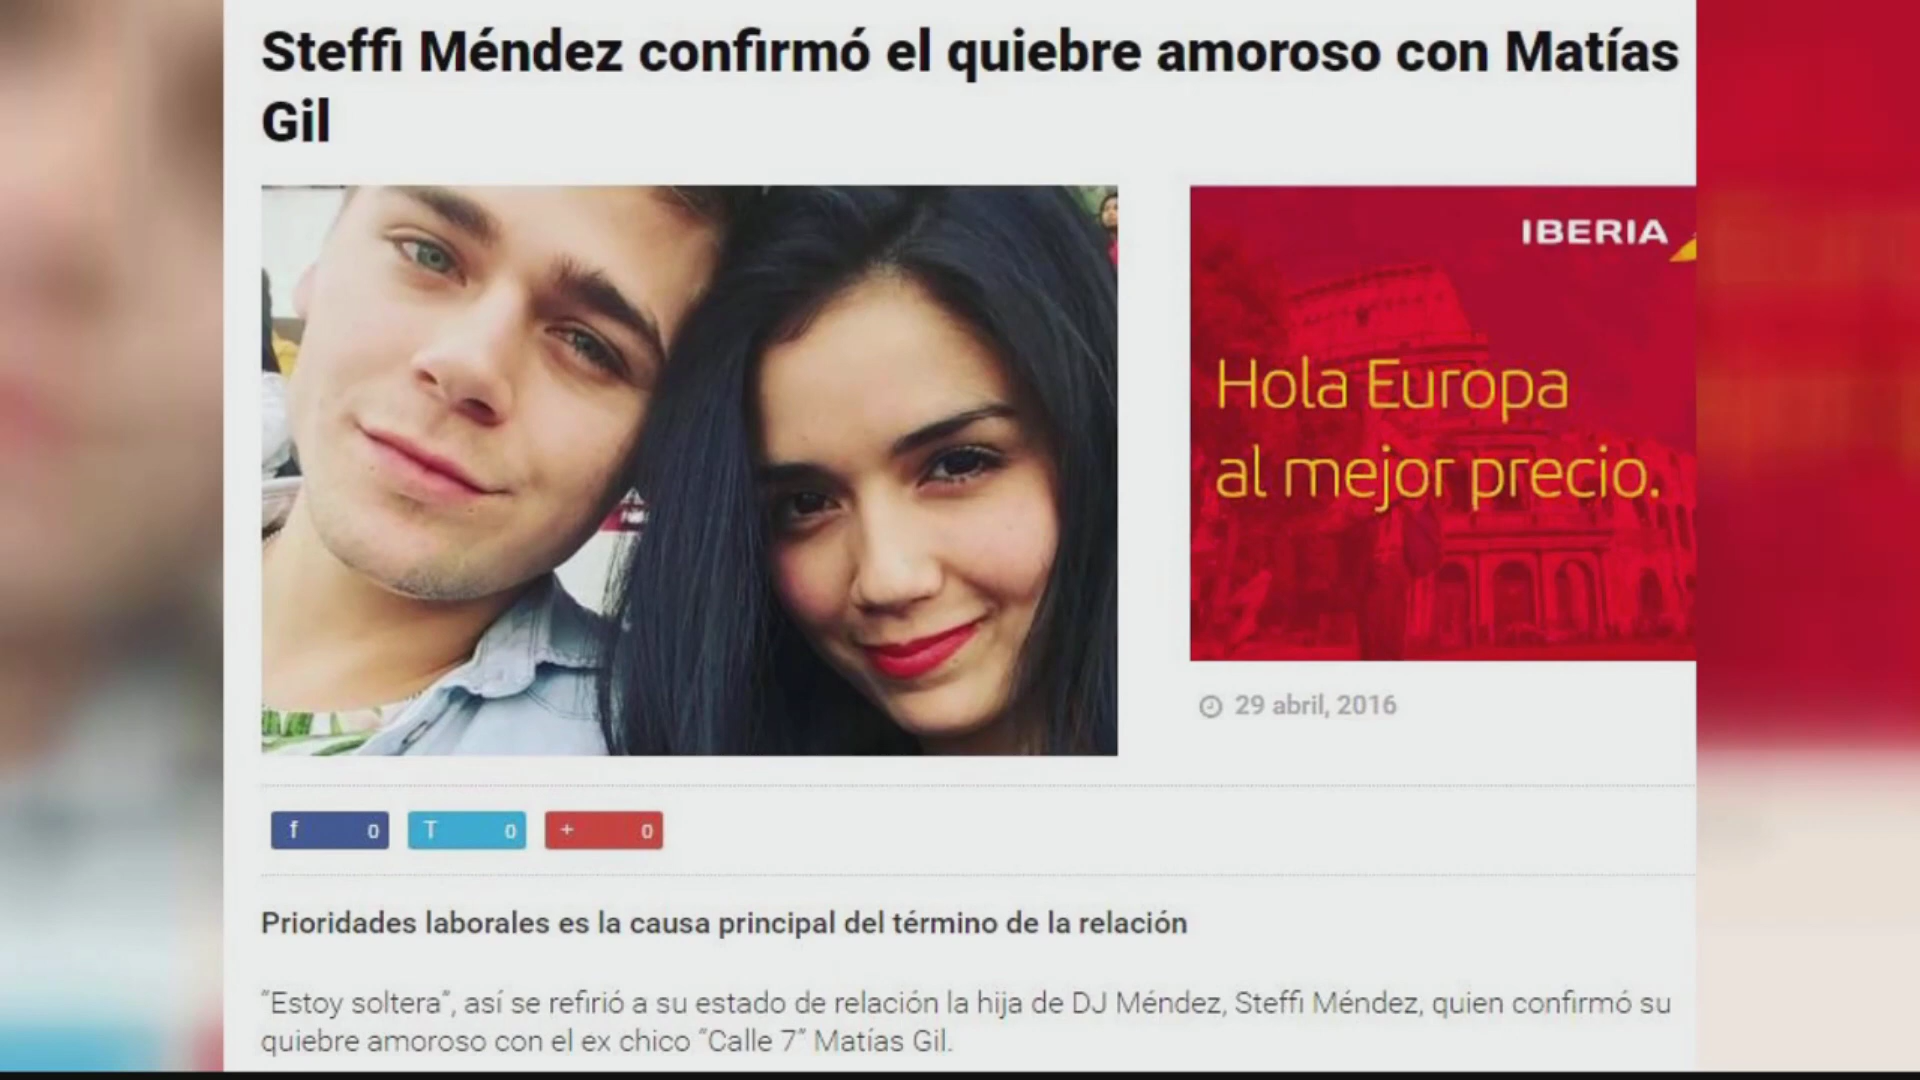 Steffi Méndez confirmó el quiebre amoroso con Matías
Gil
IBERIA
Hola Europa
al mejor precio.
29 abril, 2016
f 0
T 0
+ 0
Prioridades laborales es la causa principal del término de la relación
“Estoy soltera”, así se refirió a su estado de relación la hija de DJ Méndez, Steffi Méndez, quien confirmó su
quiebre amoroso con el ex chico “Calle 7” Matías Gil.